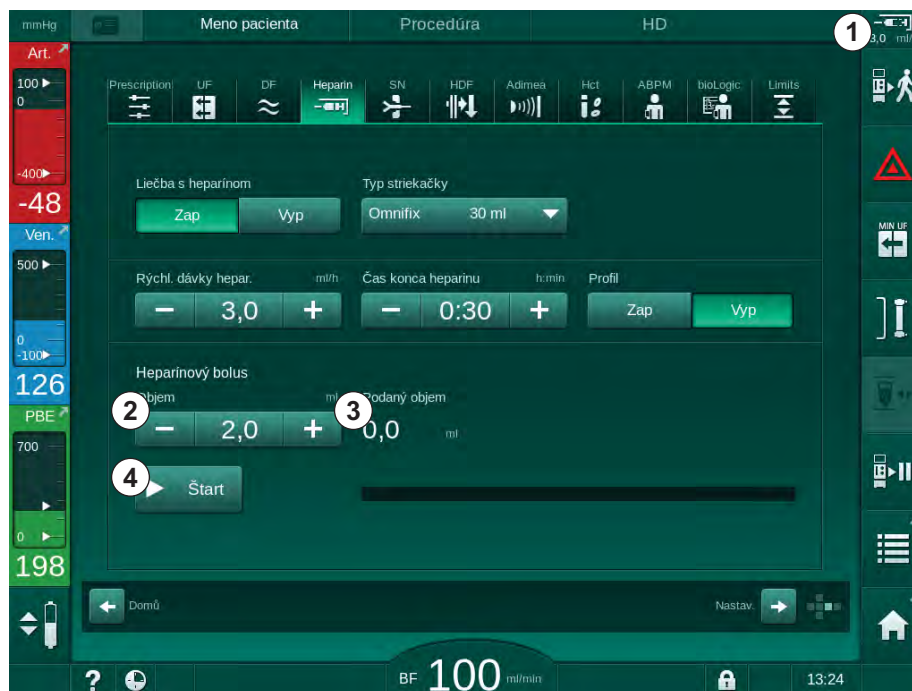 mmHg Meno pacienta Procedúra HD 1
3,0 ml/
Art.
100
0
-400
-48
Ven.
500
0
-100
126
PBE
700
0
198
Prescription UF DF Heparin SN HDF Adimea Hct ABPM bioLogic Limits
Liečba s heparínom Typ striekačky
Zap Vyp Omnifix 30 ml
Rýchl. dávky hepar. ml/h Čas konca heparinu h:min Profil
− 3,0 + − 0:30 + Zap Vyp
Heparínový bolus
Objem ml Podaný objem
2 − 2,0 + 3 0,0 ml
4 Štart
MIN UF
Domů Nastav.
? BF 100 ml/min 13:24